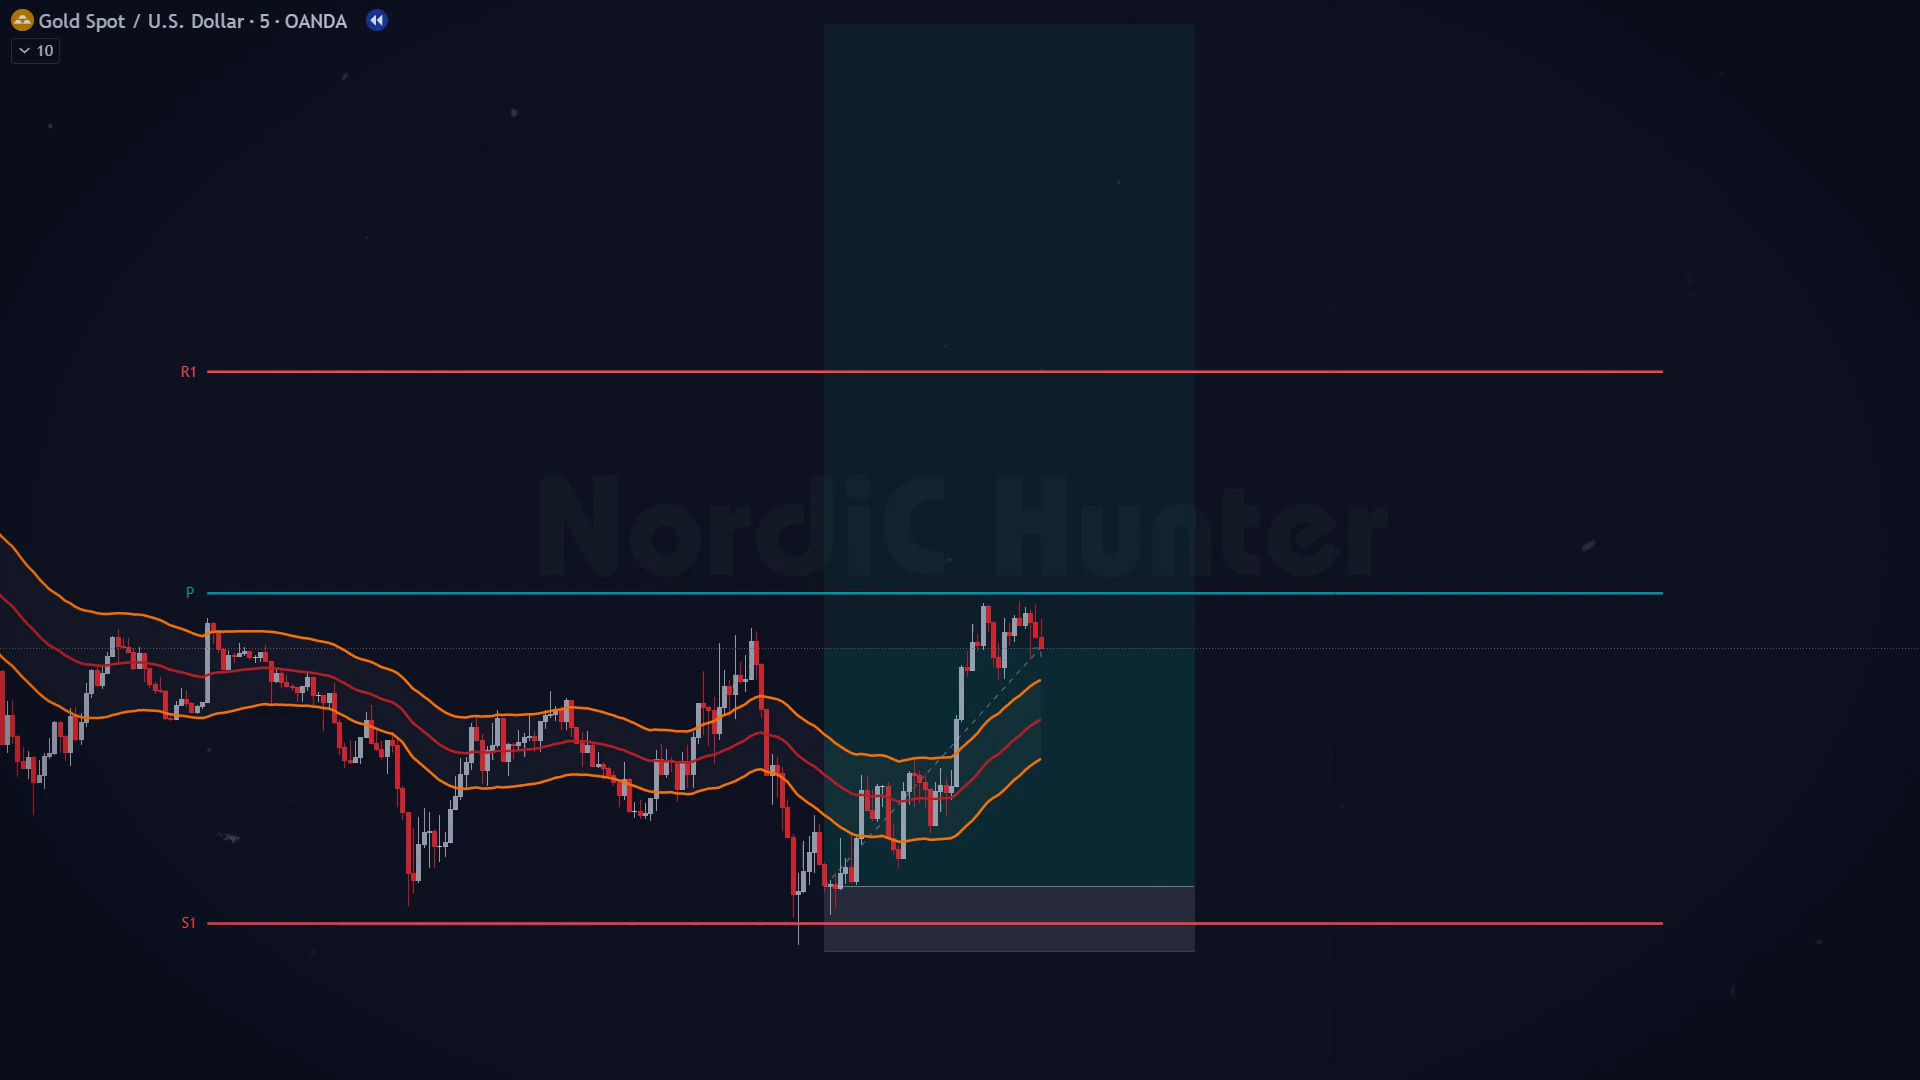 Gold Spot / U.S. Dollar · 5 · OANDA
10
R1
NordiC Hunter
P
S1